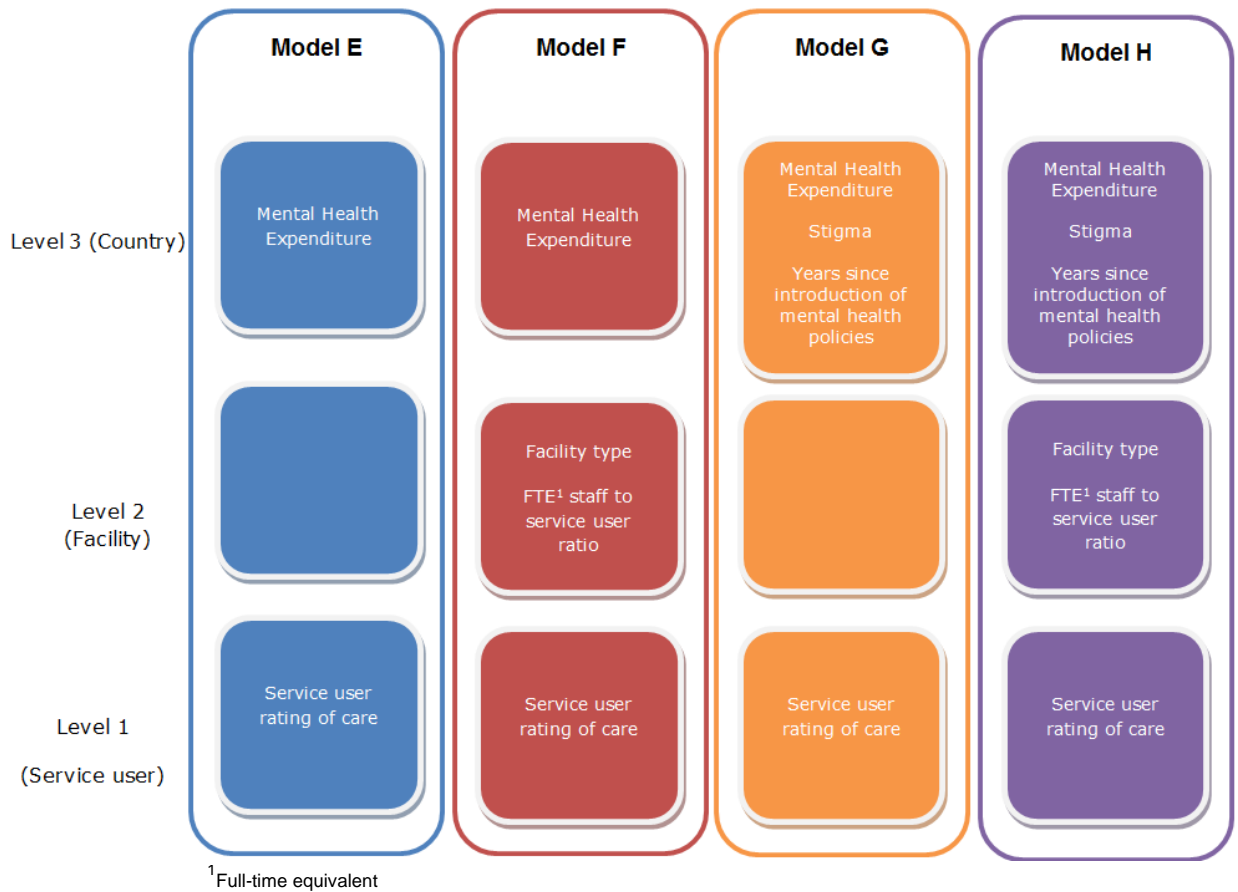 Model E
Model F
Model G
Model H
Level 3 (Country)
Mental Health
Expenditure
Mental Health
Expenditure
Mental Health
Expenditure
Stigma
Years since
introduction of
mental health
policies
Mental Health
Expenditure
Stigma
Years since
introduction of
mental health
policies
Level 2
(Facility)
Facility type
FTE¹ staff to
service user
ratio
Facility type
FTE¹ staff to
service user
ratio
Level 1
(Service user)
Service user
rating of care
Service user
rating of care
Service user
rating of care
Service user
rating of care
¹Full-time equivalent